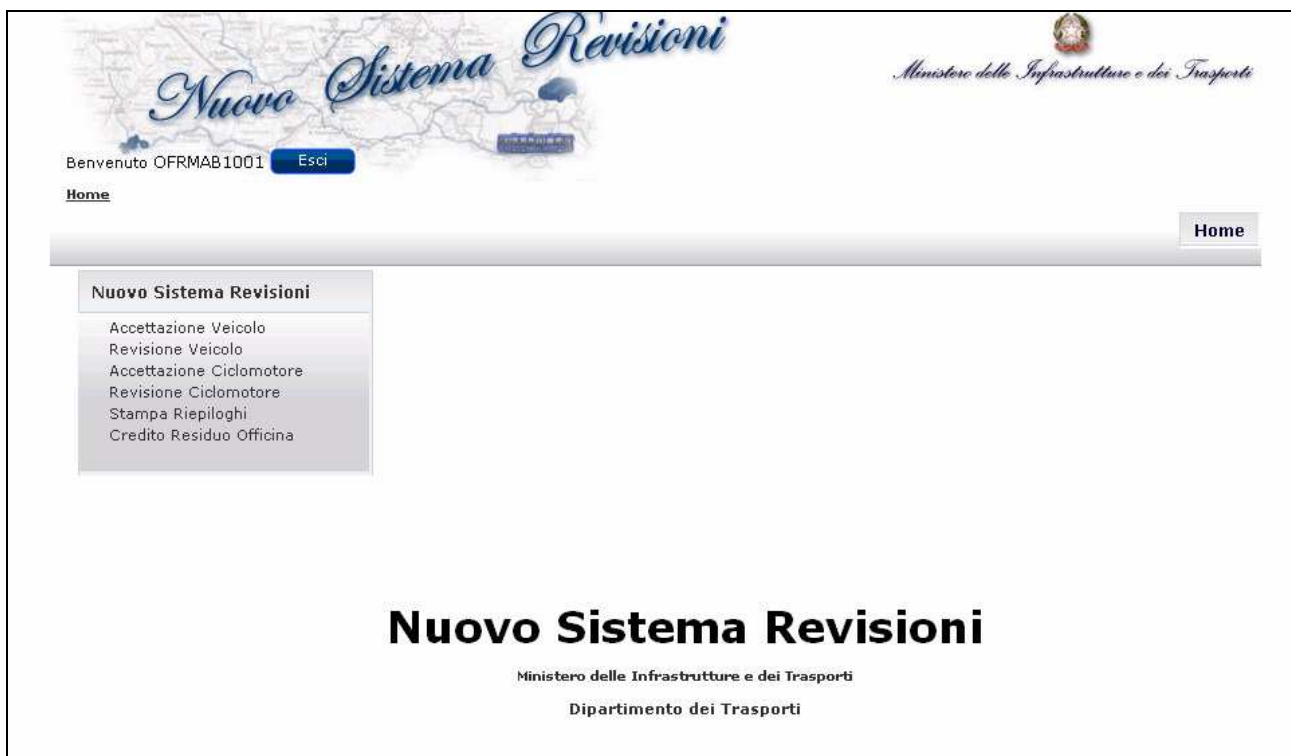 Nuovo Sistema Revisioni
Ministero delle Infrastrutture e dei Trasporti
Benvenuto OFRMAB1001 Esci
Home
Home
Nuovo Sistema Revisioni
Accettazione Veicolo
Revisione Veicolo
Accettazione Ciclomotore
Revisione Ciclomotore
Stampa Riepiloghi
Credito Residuo Officina
Nuovo Sistema Revisioni
Ministero delle Infrastrutture e dei Trasporti
Dipartimento dei Trasporti